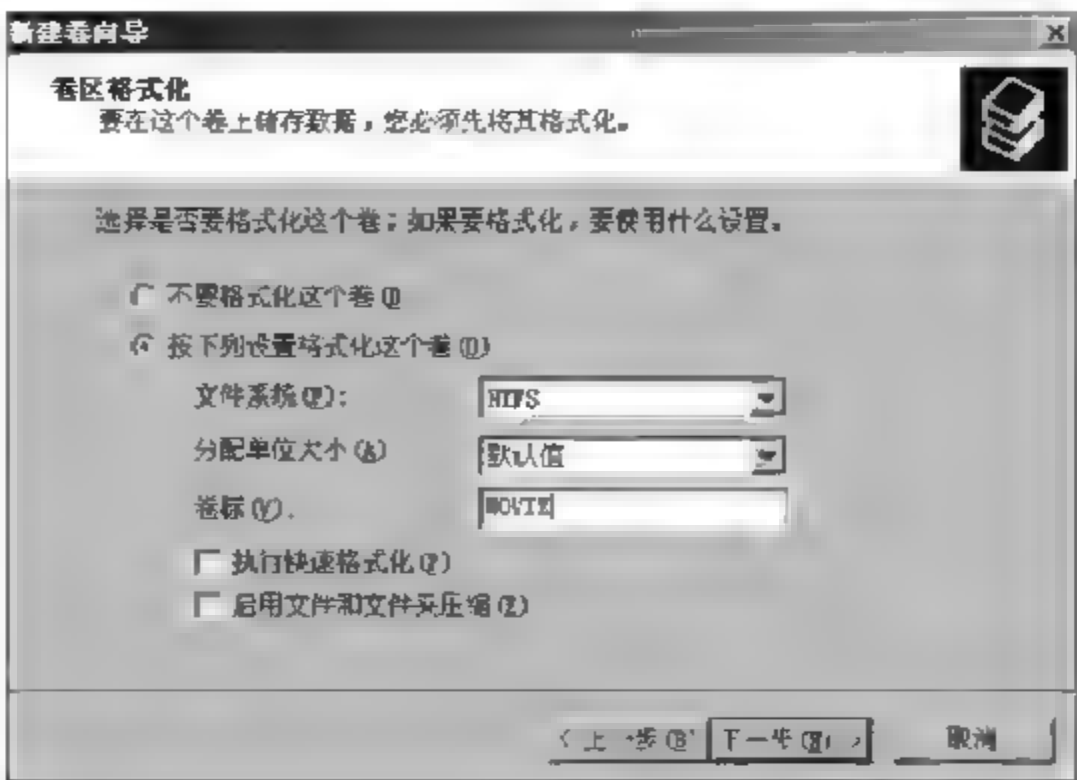 新建卷向导
卷区格式化
要在这个卷上储存数据，您必须先将其格式化。
选择是否要格式化这个卷；如果要格式化，要使用什么设置。
不要格式化这个卷
按下列设置格式化这个卷(D)
文件系统(F):
NTFS
分配单位大小(A)
默认值
卷标(V).
MOVIE
执行快速格式化(P)
启用文件和文件夹压缩(E)
< 上一步(B)
下一步(N) >
取消